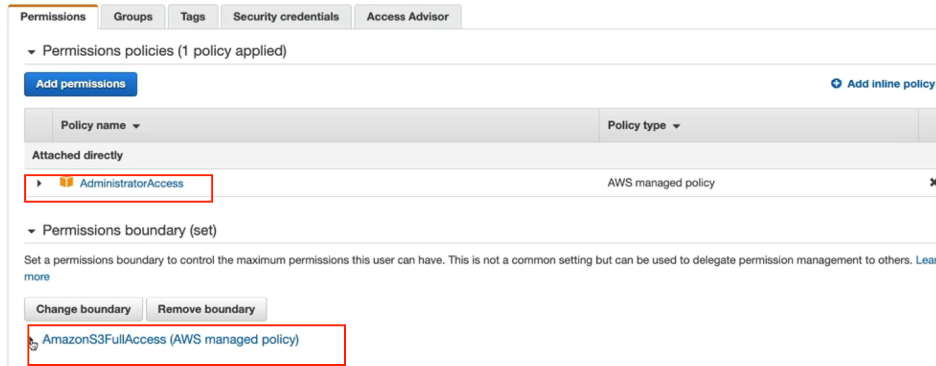 Permissions Groups Tags Security credentials Access Advisor
Permissions policies (1 policy applied)
Add permissions Add inline policy
Policy name Policy type
Attached directly
AdministratorAccess AWS managed policy
Permissions boundary (set)
Set a permissions boundary to control the maximum permissions this user can have. This is not a common setting but can be used to delegate permission management to others. Lear
more
Change boundary Remove boundary
AmazonS3FullAccess (AWS managed policy)